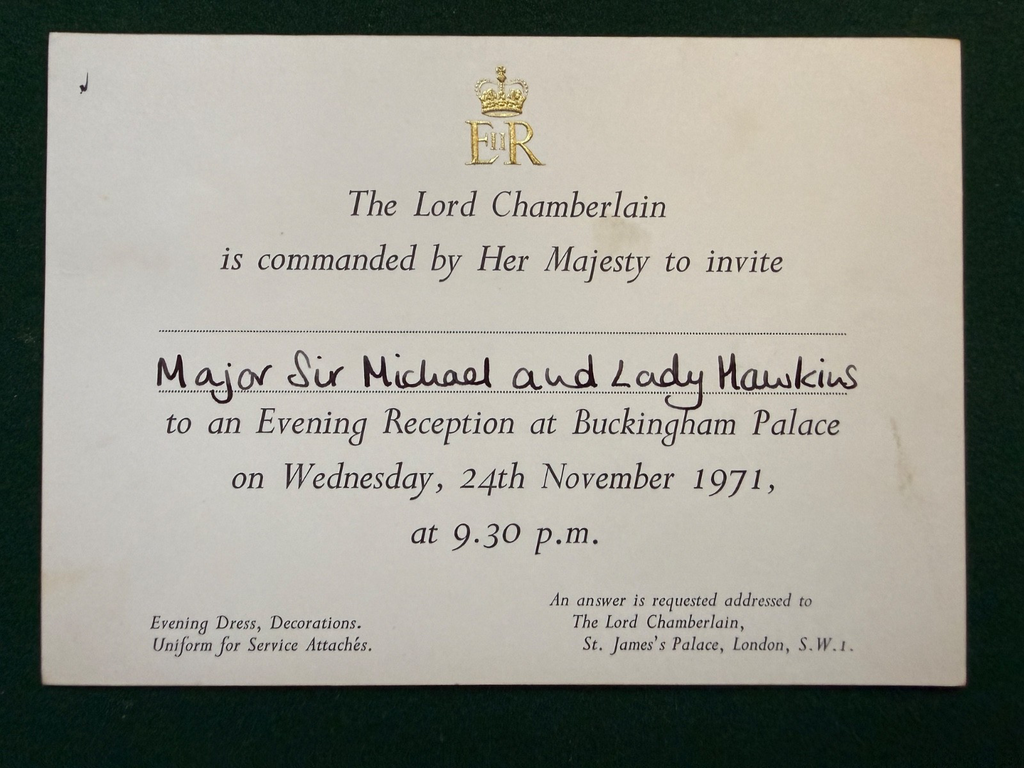 EIIR
The Lord Chamberlain
is commanded by Her Majesty to invite
Major Sir Michael and Lady Hawkins
to an Evening Reception at Buckingham Palace
on Wednesday, 24th November 1971,
at 9.30 p.m.
Evening Dress, Decorations.
Uniform for Service Attachés.
An answer is requested addressed to
The Lord Chamberlain,
St. James's Palace, London, S.W.1.